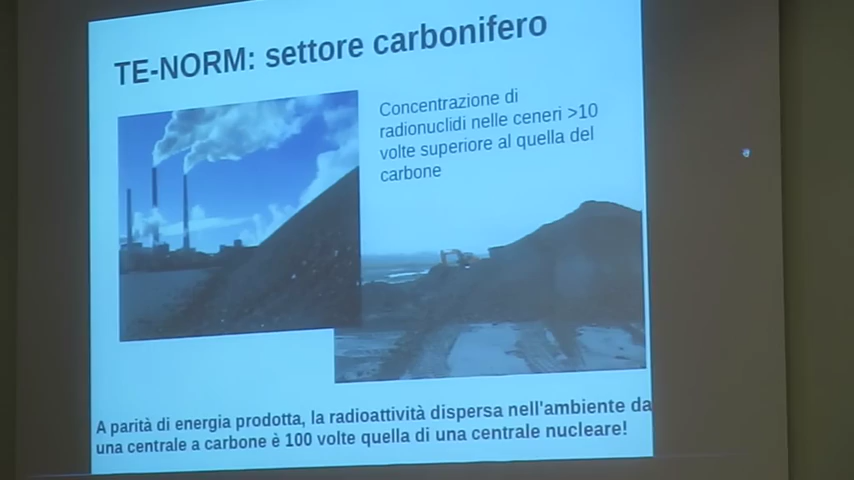 TE-NORM: settore carbonifero
Concentrazione di
radionuclidi nelle ceneri >10
volte superiore al quella del
carbone
A parità di energia prodotta, la radioattività dispersa nell'ambiente da
una centrale a carbone è 100 volte quella di una centrale nucleare!